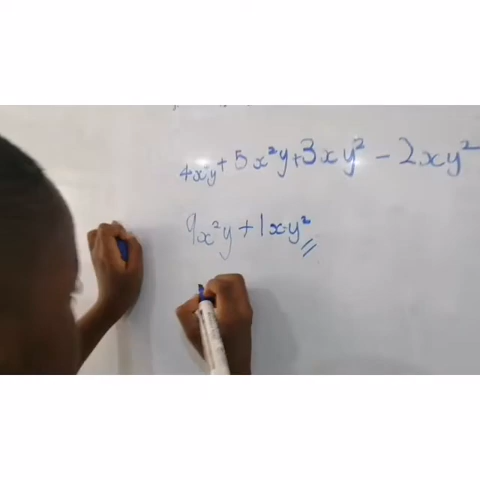 4x²y + 5x²y + 3xy² - 2xy²
9x²y + 1xy²